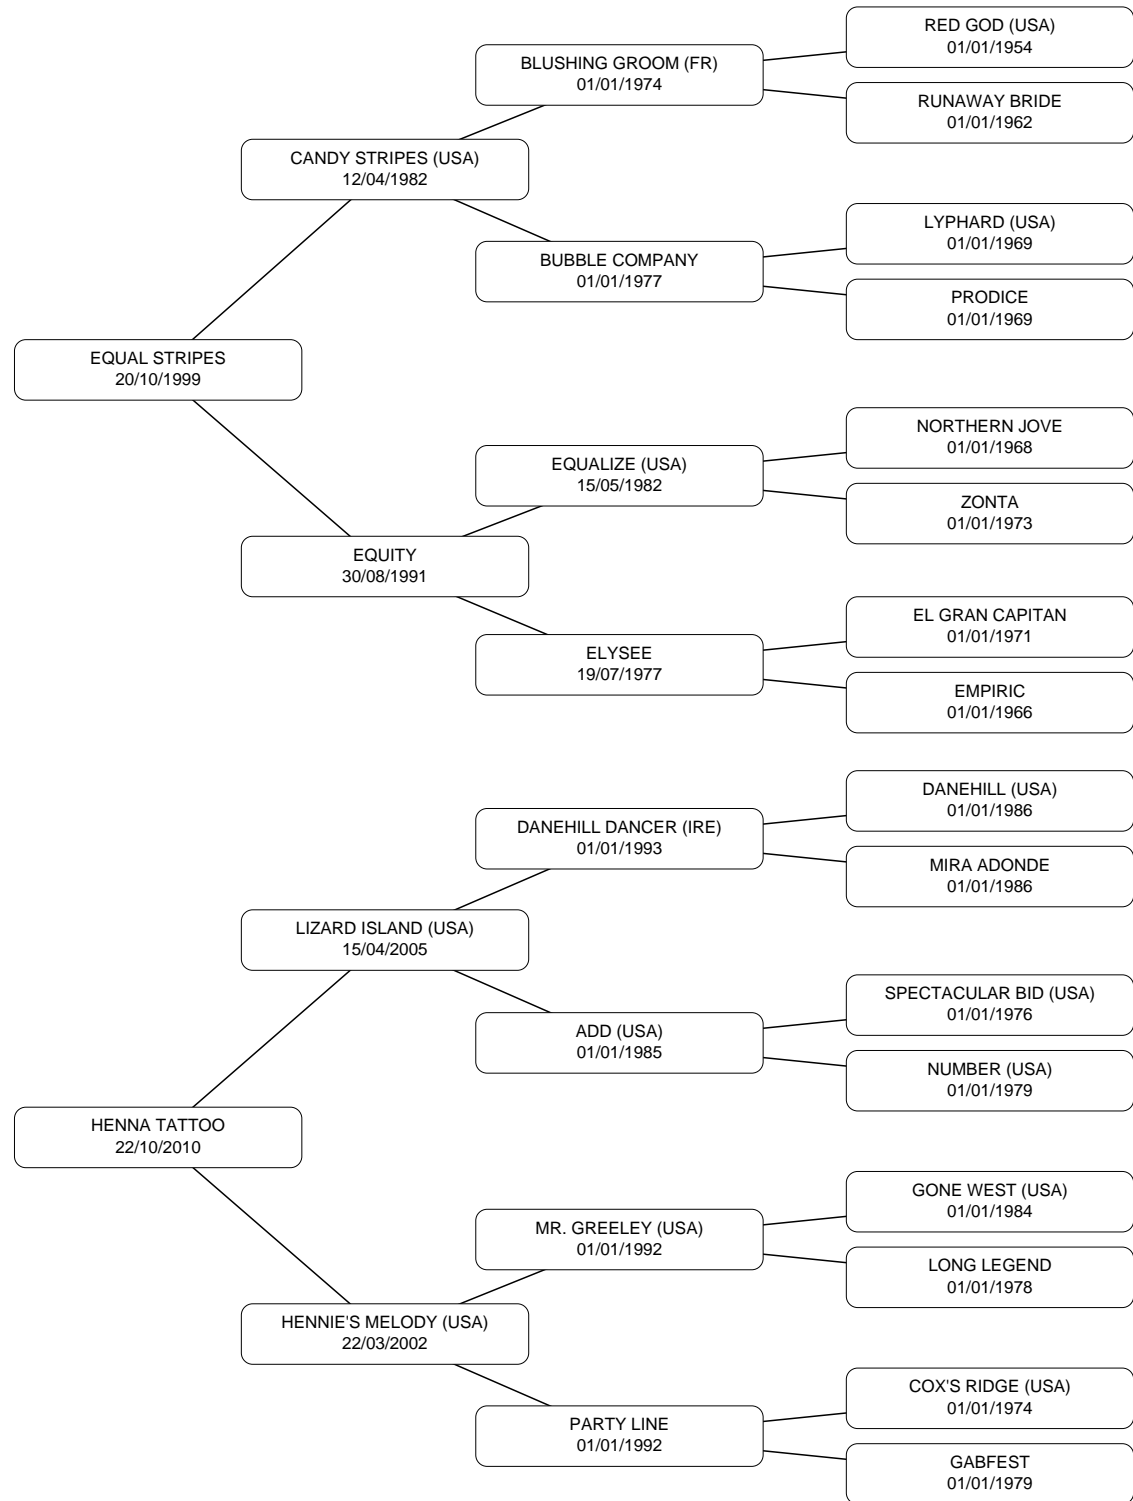 RED GOD (USA)
01/01/1954
BLUSHING GROOM (FR)
01/01/1974
RUNAWAY BRIDE
01/01/1962
CANDY STRIPES (USA)
12/04/1982
LYPHARD (USA)
01/01/1969
BUBBLE COMPANY
01/01/1977
PRODICE
01/01/1969
EQUAL STRIPES
20/10/1999
NORTHERN JOVE
01/01/1968
EQUALIZE (USA)
15/05/1982
ZONTA
01/01/1973
EQUITY
30/08/1991
EL GRAN CAPITAN
01/01/1971
ELYSEE
19/07/1977
EMPIRIC
01/01/1966
DANEHILL (USA)
01/01/1986
DANEHILL DANCER (IRE)
01/01/1993
MIRA ADONDE
01/01/1986
LIZARD ISLAND (USA)
15/04/2005
SPECTACULAR BID (USA)
01/01/1976
ADD (USA)
01/01/1985
NUMBER (USA)
01/01/1979
HENNA TATTOO
22/10/2010
GONE WEST (USA)
01/01/1984
MR. GREELEY (USA)
01/01/1992
LONG LEGEND
01/01/1978
HENNIE'S MELODY (USA)
22/03/2002
COX'S RIDGE (USA)
01/01/1974
PARTY LINE
01/01/1992
GABFEST
01/01/1979